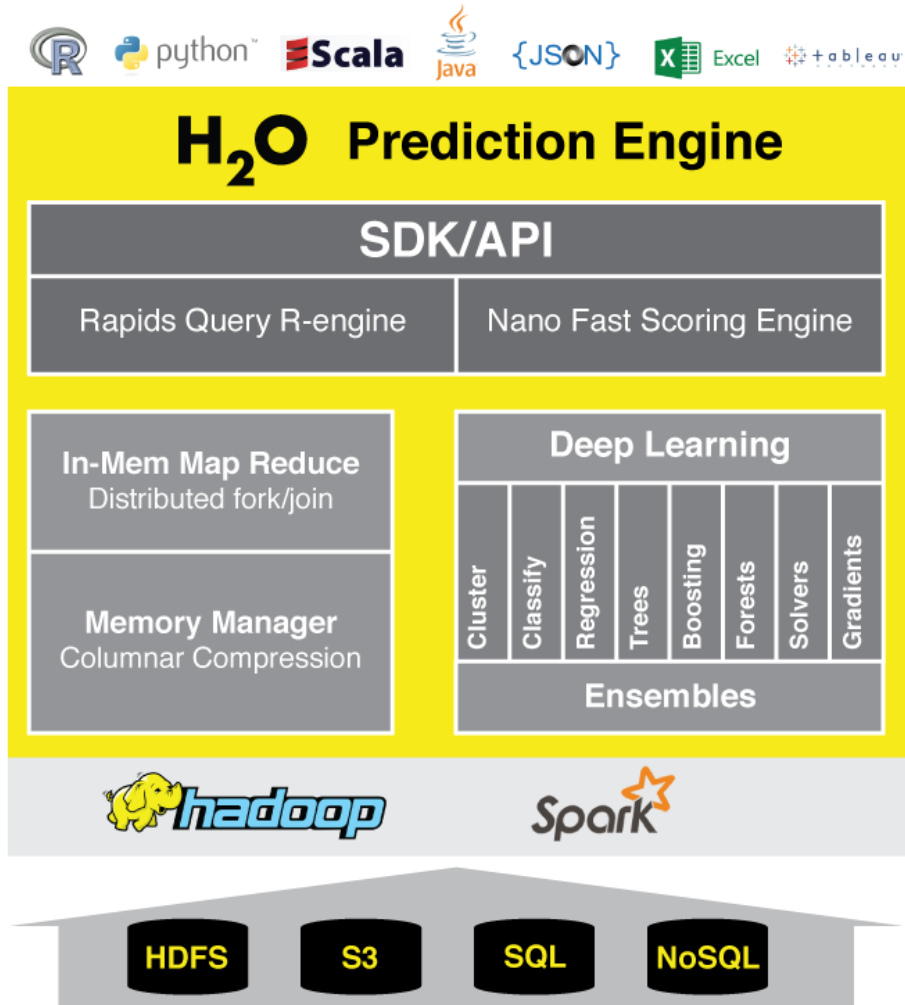 R python™ Scala Java {JSON} Excel +ableau
H2O Prediction Engine
SDK/API
Rapids Query R-engine
Nano Fast Scoring Engine
In-Mem Map Reduce
Distributed fork/join
Memory Manager
Columnar Compression
Deep Learning
Cluster
Classify
Regression
Trees
Boosting
Forests
Solvers
Gradients
Ensembles
hadoop Spark
HDFS S3 SQL NoSQL